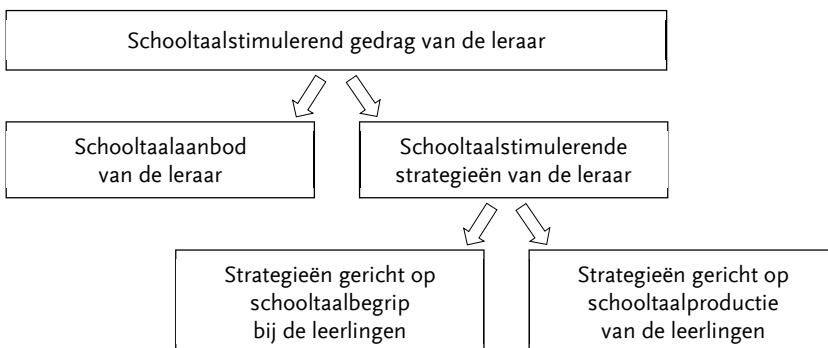 Schooltaalstimulerend gedrag van de leraar
Schooltaalaanbod
van de leraar
Schooltaalstimulerende
strategieën van de leraar
Strategieën gericht op
schooltaalbegrip
bij de leerlingen
Strategieën gericht op
schooltaalproductie
van de leerlingen